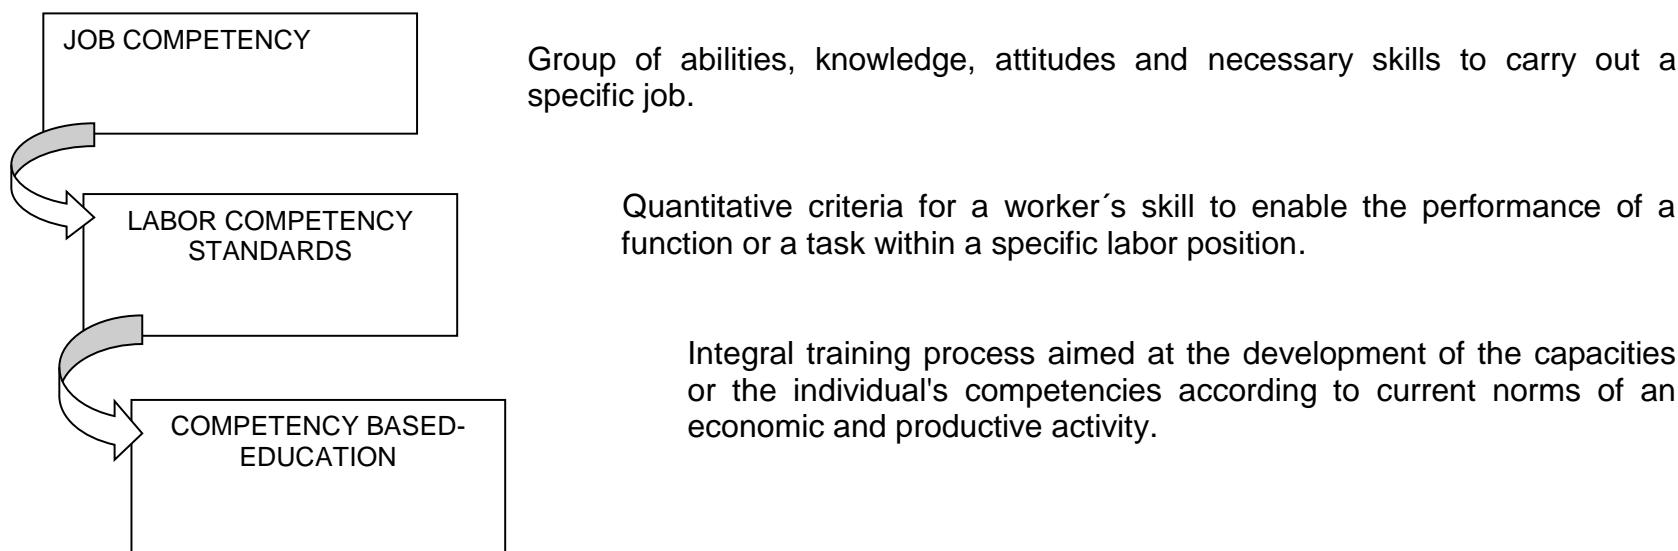 JOB COMPETENCY
Group of abilities, knowledge, attitudes and necessary skills to carry out a
specific job.
LABOR COMPETENCY
STANDARDS
Quantitative criteria for a worker´s skill to enable the performance of a
function or a task within a specific labor position.
COMPETENCY BASED-
EDUCATION
Integral training process aimed at the development of the capacities
or the individual's competencies according to current norms of an
economic and productive activity.